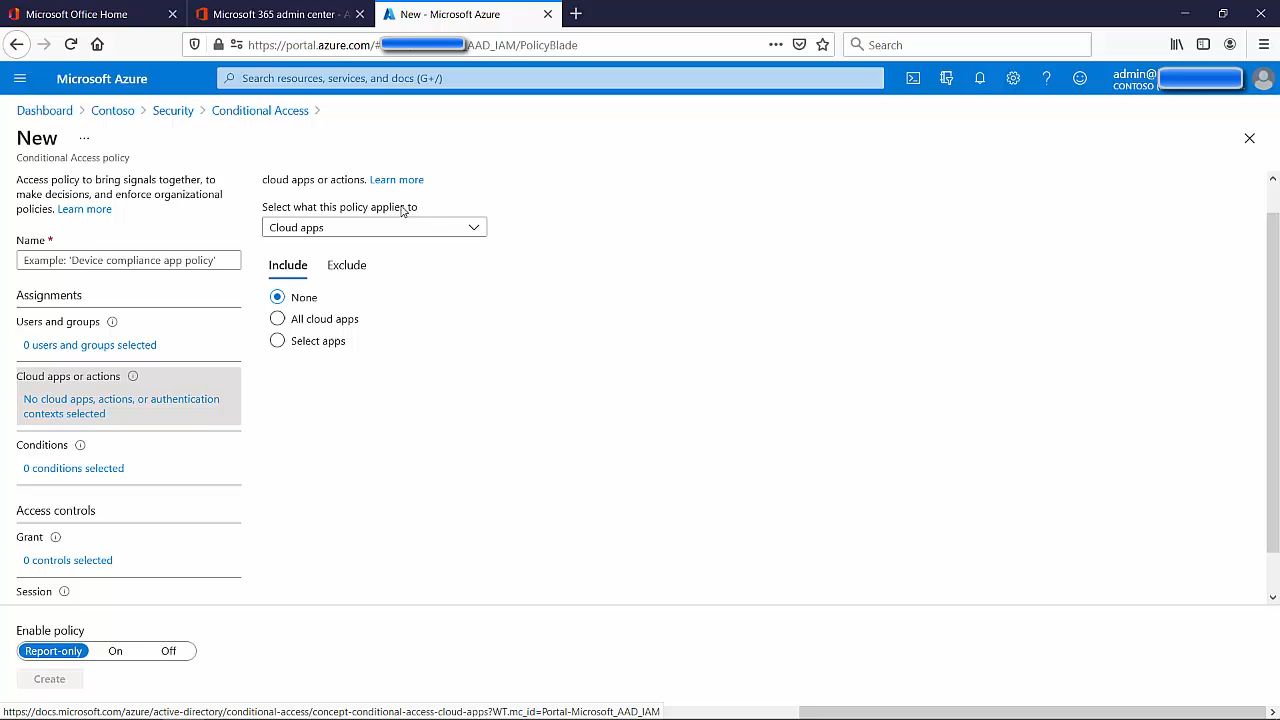 Microsoft Office Home
Microsoft 365 admin center - A
New - Microsoft Azure
https://portal.azure.com/#
AAD_IAM/PolicyBlade
Search
Microsoft Azure
Search resources, services, and docs (G+/)
admin@
CONTOSO (
Dashboard > Contoso > Security > Conditional Access >
New ...
Conditional Access policy
Access policy to bring signals together, to
make decisions, and enforce organizational
policies. Learn more
Name *
Example: 'Device compliance app policy'
Assignments
Users and groups
0 users and groups selected
Cloud apps or actions
No cloud apps, actions, or authentication
contexts selected
Conditions
0 conditions selected
Access controls
Grant
0 controls selected
Session
cloud apps or actions. Learn more
Select what this policy applies to
Cloud apps
Include Exclude
None
All cloud apps
Select apps
Enable policy
Report-only On Off
Create
https://docs.microsoft.com/azure/active-directory/conditional-access/concept-conditional-access-cloud-apps?WT.mc_id=Portal-Microsoft_AAD_IAM